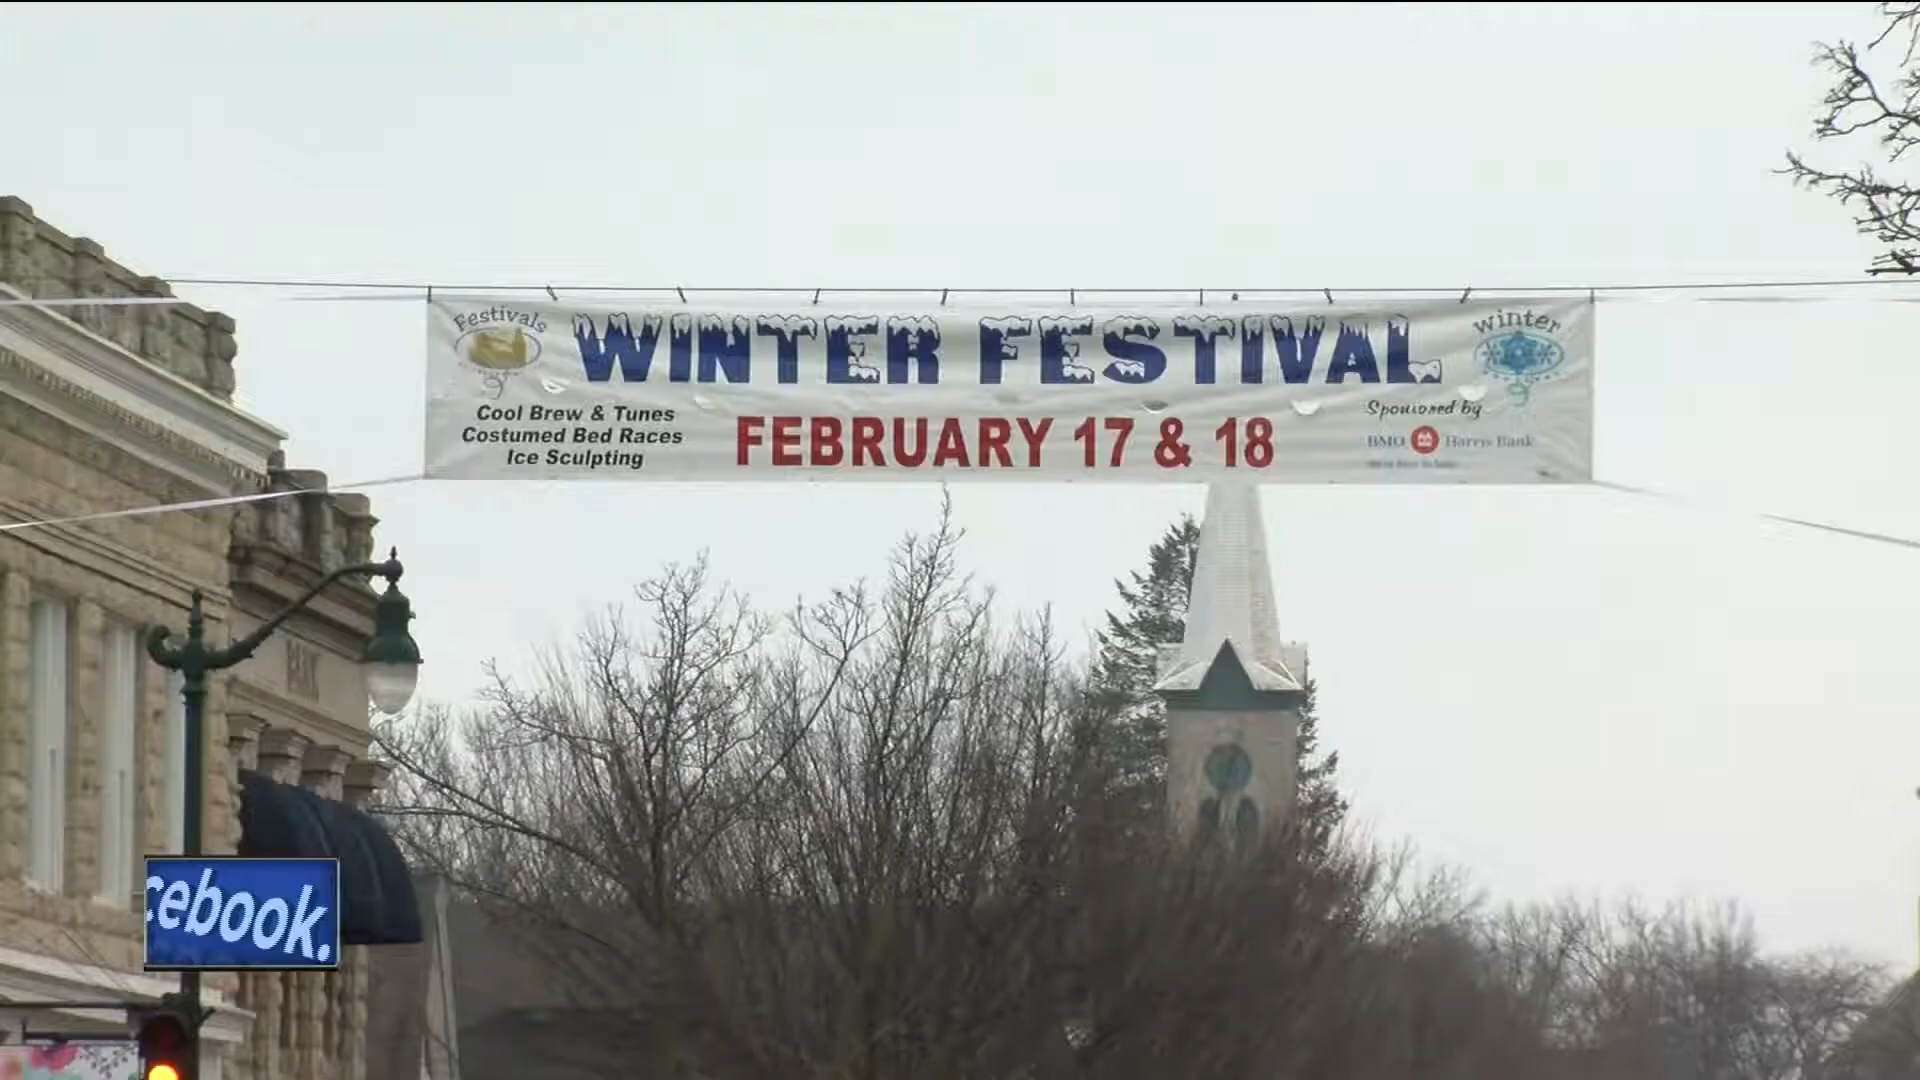 Festivals
WINTER FESTIVAL
winter
Cool Brew & Tunes
Costumed Bed Races
Ice Sculpting
FEBRUARY 17 & 18
Sponsored by
BMO Harris Bank
cebook.